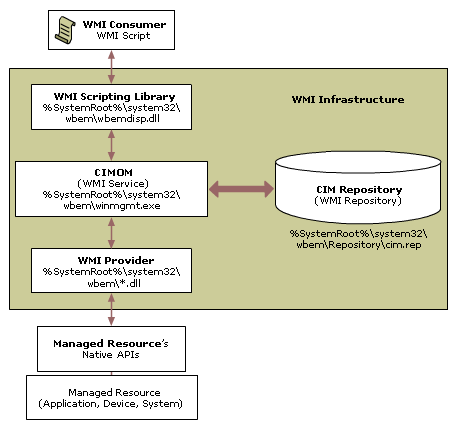 WMI Consumer
WMI Script
WMI Infrastructure
WMI Scripting Library
%SystemRoot%\system32\
wbem\wbemdisp.dll
CIMOM
(WMI Service)
%SystemRoot%\system32\
wbem\winmgmt.exe
CIM Repository
(WMI Repository)
%SystemRoot%\system32\
wbem\Repository\cim.rep
WMI Provider
%SystemRoot%\system32\
wbem\*.dll
Managed Resource's
Native APIs
Managed Resource
(Application, Device, System)